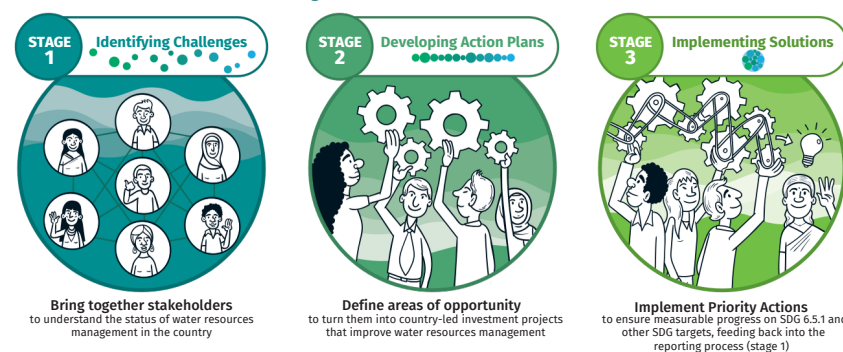 STAGE
1
Identifying Challenges
STAGE
2
Developing Action Plans
STAGE
3
Implementing Solutions
Bring together stakeholders
to understand the status of water resources
management in the country
Define areas of opportunity
to turn them into country-led investment projects
that improve water resources management
Implement Priority Actions
to ensure measurable progress on SDG 6.5.1 and
other SDG targets, feeding back into the
reporting process (stage 1)